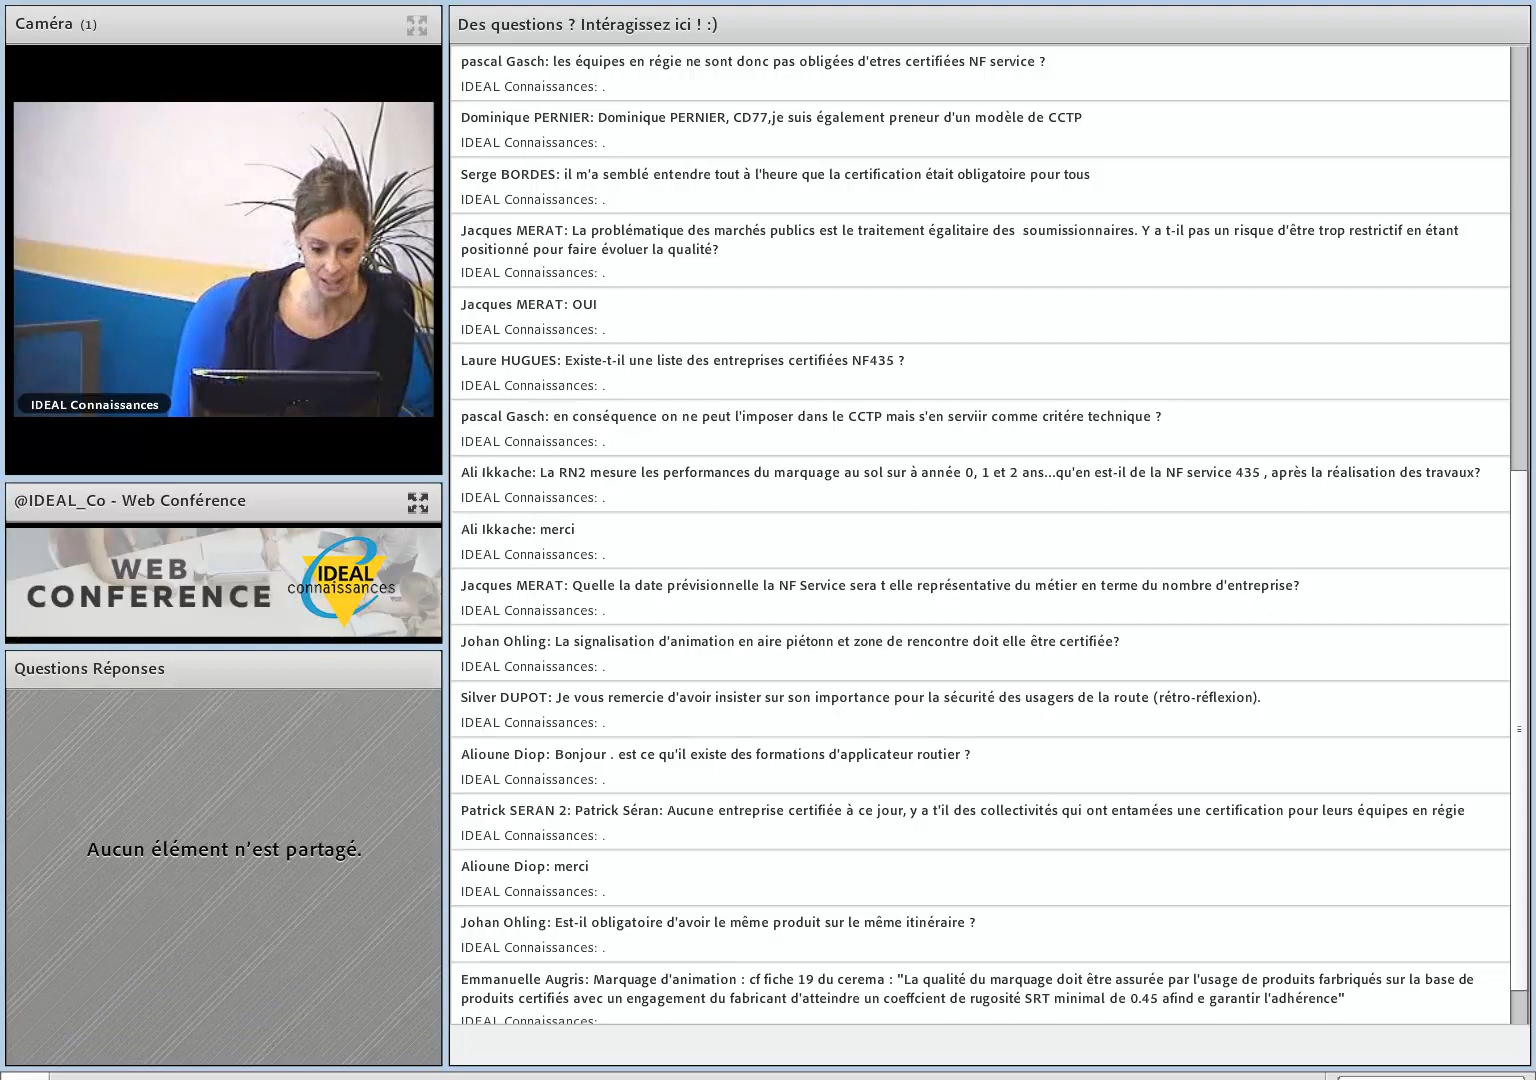 Caméra (1)
IDEAL Connaissances
@IDEAL_Co - Web Conférence
WEB
CONFERENCE
IDEAL
connaissances
Questions Réponses
Aucun élément n'est partagé.
Des questions ? Intéragissez ici ! :)
pascal Gasch: les équipes en régie ne sont donc pas obligées d'etres certifiées NF service ?
IDEAL Connaissances: .
Dominique PERNIER: Dominique PERNIER, CD77,je suis également preneur d'un modèle de CCTP
IDEAL Connaissances: .
Serge BORDES: il m'a semblé entendre tout à l'heure que la certification était obligatoire pour tous
IDEAL Connaissances: .
Jacques MERAT: La problématique des marchés publics est le traitement égalitaire des  soumissionnaires. Y a t-il pas un risque d'être trop restrictif en étant
positionné pour faire évoluer la qualité?
IDEAL Connaissances: .
Jacques MERAT: OUI
IDEAL Connaissances: .
Laure HUGUES: Existe-t-il une liste des entreprises certifiées NF435 ?
IDEAL Connaissances: .
pascal Gasch: en conséquence on ne peut l'imposer dans le CCTP mais s'en serviir comme critére technique ?
IDEAL Connaissances: .
Ali Ikkache: La RN2 mesure les performances du marquage au sol sur à année 0, 1 et 2 ans...qu'en est-il de la NF service 435 , après la réalisation des travaux?
IDEAL Connaissances: .
Ali Ikkache: merci
IDEAL Connaissances: .
Jacques MERAT: Quelle la date prévisionnelle la NF Service sera t elle représentative du métier en terme du nombre d'entreprise?
IDEAL Connaissances: .
Johan Ohling: La signalisation d'animation en aire piétonn et zone de rencontre doit elle être certifiée?
IDEAL Connaissances: .
Silver DUPOT: Je vous remercie d'avoir insister sur son importance pour la sécurité des usagers de la route (rétro-réflexion).
IDEAL Connaissances: .
Alioune Diop: Bonjour . est ce qu'il existe des formations d'applicateur routier ?
IDEAL Connaissances: .
Patrick SERAN 2: Patrick Séran: Aucune entreprise certifiée à ce jour, y a t'il des collectivités qui ont entamées une certification pour leurs équipes en régie
IDEAL Connaissances: .
Alioune Diop: merci
IDEAL Connaissances: .
Johan Ohling: Est-il obligatoire d'avoir le même produit sur le même itinéraire ?
IDEAL Connaissances: .
Emmanuelle Augris: Marquage d'animation : cf fiche 19 du cerema : "La qualité du marquage doit être assurée par l'usage de produits farbriqués sur la base de
produits certifiés avec un engagement du fabricant d'atteindre un coeffcient de rugosité SRT minimal de 0.45 afind e garantir l'adhérence"
IDEAL Connaissances: